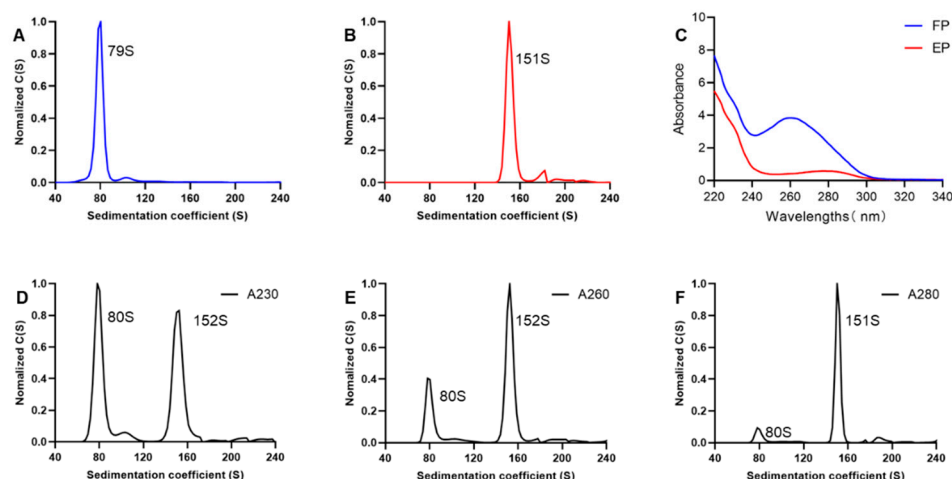 A
79S
Nomalized C(S)
1.0
0.8
0.6
0.4
0.2
0.0
40 80 120 160 200 240
Sedimentation coefficient (S)
B
151S
Nomalized C(S)
1.0
0.8
0.6
0.4
0.2
0.0
40 80 120 160 200 240
Sedimentation coefficient (S)
C
FP
EP
Absorbance
10
8
6
4
2
0
220 240 260 280 300 320 340
Wavelengths( nm)
D
A230
80S
152S
Nomalized C(S)
1.0
0.8
0.6
0.4
0.2
0.0
40 80 120 160 200 240
Sedimentation coefficient (S)
E
A260
80S
152S
Nomalized C(S)
1.0
0.8
0.6
0.4
0.2
0.0
40 80 120 160 200 240
Sedimentation coefficient (S)
F
A280
80S
151S
Nomalized C(S)
1.0
0.8
0.6
0.4
0.2
0.0
40 80 120 160 200 240
Sedimentation coefficient (S)